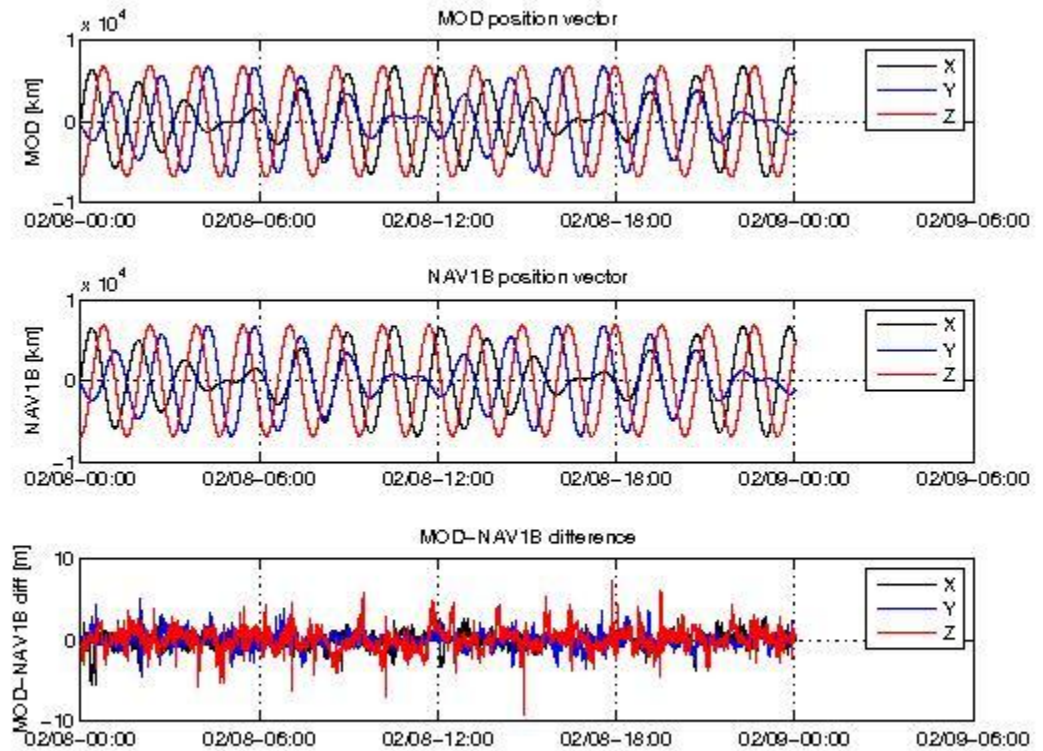 MOD position vector
x 10^4
1
0
-1
MOD [km]
X
Y
Z
02/08-00:00 02/08-06:00 02/08-12:00 02/08-18:00 02/09-00:00 02/09-06:00
NAV1B position vector
x 10^4
1
0
-1
NAV1B [km]
X
Y
Z
02/08-00:00 02/08-06:00 02/08-12:00 02/08-18:00 02/09-00:00 02/09-06:00
MOD-NAV1B difference
10
0
-10
MOD-NAV1B diff [m]
X
Y
Z
02/08-00:00 02/08-06:00 02/08-12:00 02/08-18:00 02/09-00:00 02/09-06:00